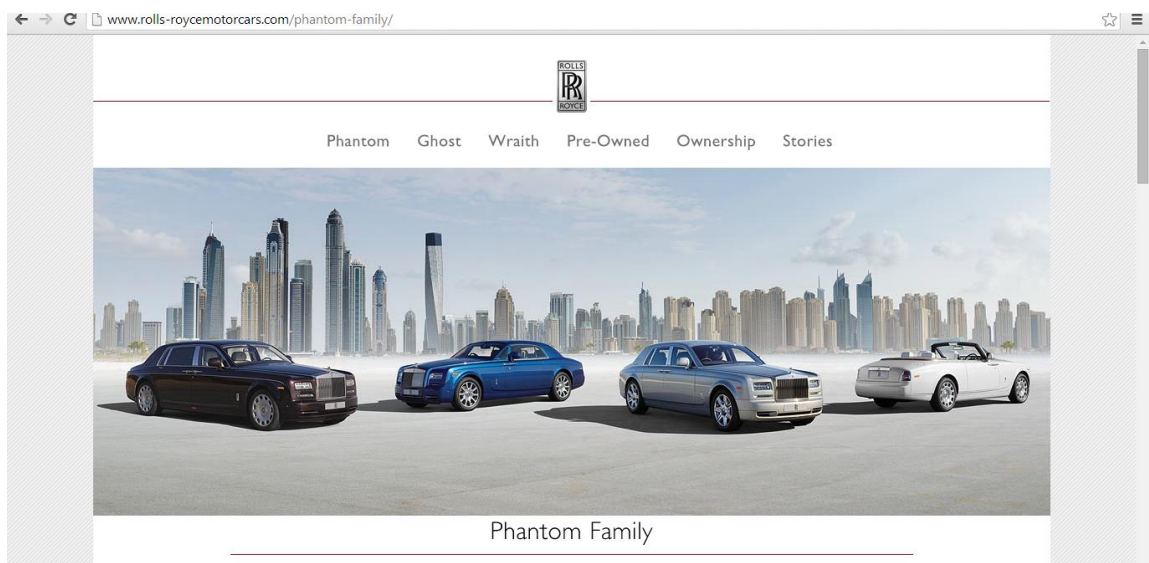 www.rolls-roycemotorcars.com/phantom-family/
ROLLS
RR
ROYCE
Phantom Ghost Wraith Pre-Owned Ownership Stories
Phantom Family